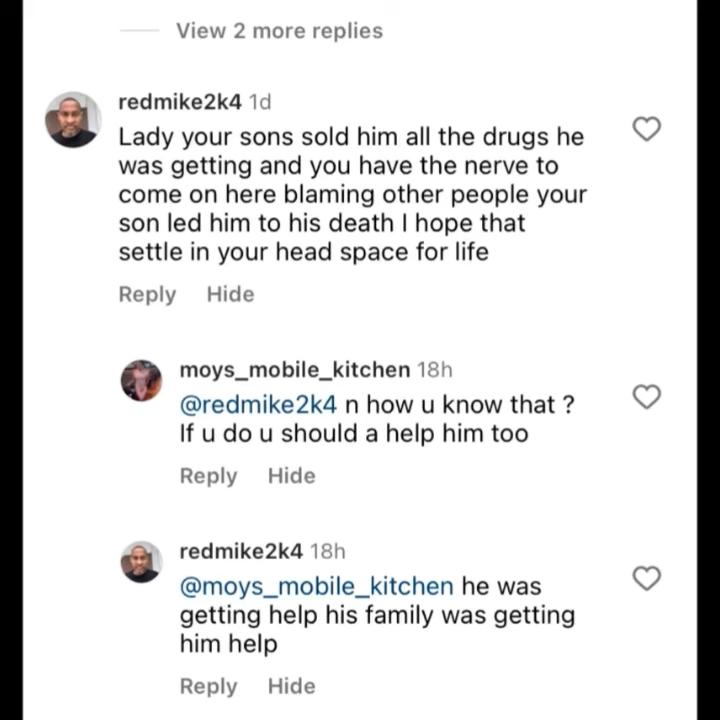 View 2 more replies
redmike2k4 1d
Lady your sons sold him all the drugs he
was getting and you have the nerve to
come on here blaming other people your
son led him to his death I hope that
settle in your head space for life
Reply Hide
moys_mobile_kitchen 18h
@redmike2k4 n how u know that ?
If u do u should a help him too
Reply Hide
redmike2k4 18h
@moys_mobile_kitchen he was
getting help his family was getting
him help
Reply Hide